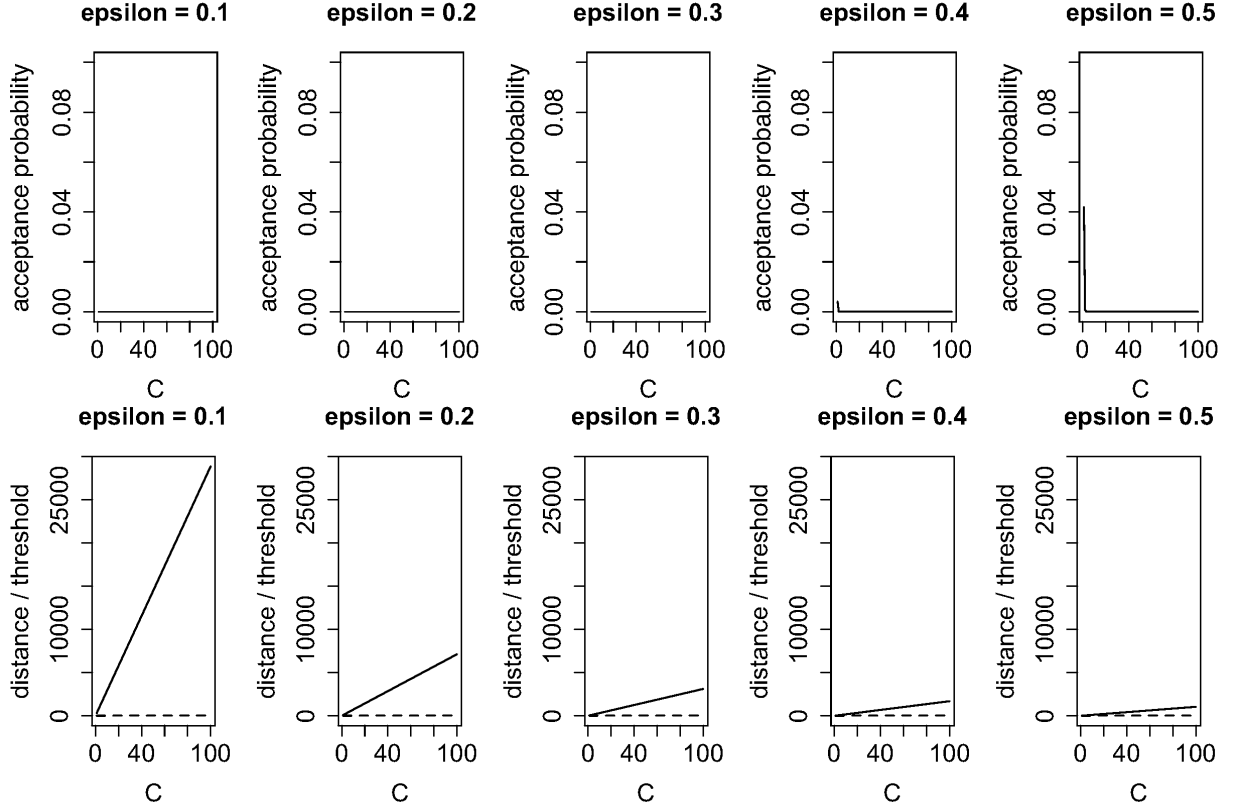 epsilon = 0.1 epsilon = 0.2 epsilon = 0.3 epsilon = 0.4 epsilon = 0.5
acceptance probability acceptance probability acceptance probability acceptance probability acceptance probability
0.08 0.08 0.08 0.08 0.08
0.04 0.04 0.04 0.04 0.04
0.00 0.00 0.00 0.00 0.00
0 40 100 0 40 100 0 40 100 0 40 100 0 40 100
C C C C C
epsilon = 0.1 epsilon = 0.2 epsilon = 0.3 epsilon = 0.4 epsilon = 0.5
distance / threshold distance / threshold distance / threshold distance / threshold distance / threshold
25000 25000 25000 25000 25000
10000 10000 10000 10000 10000
0 0 0 0 0
0 40 100 0 40 100 0 40 100 0 40 100 0 40 100
C C C C C